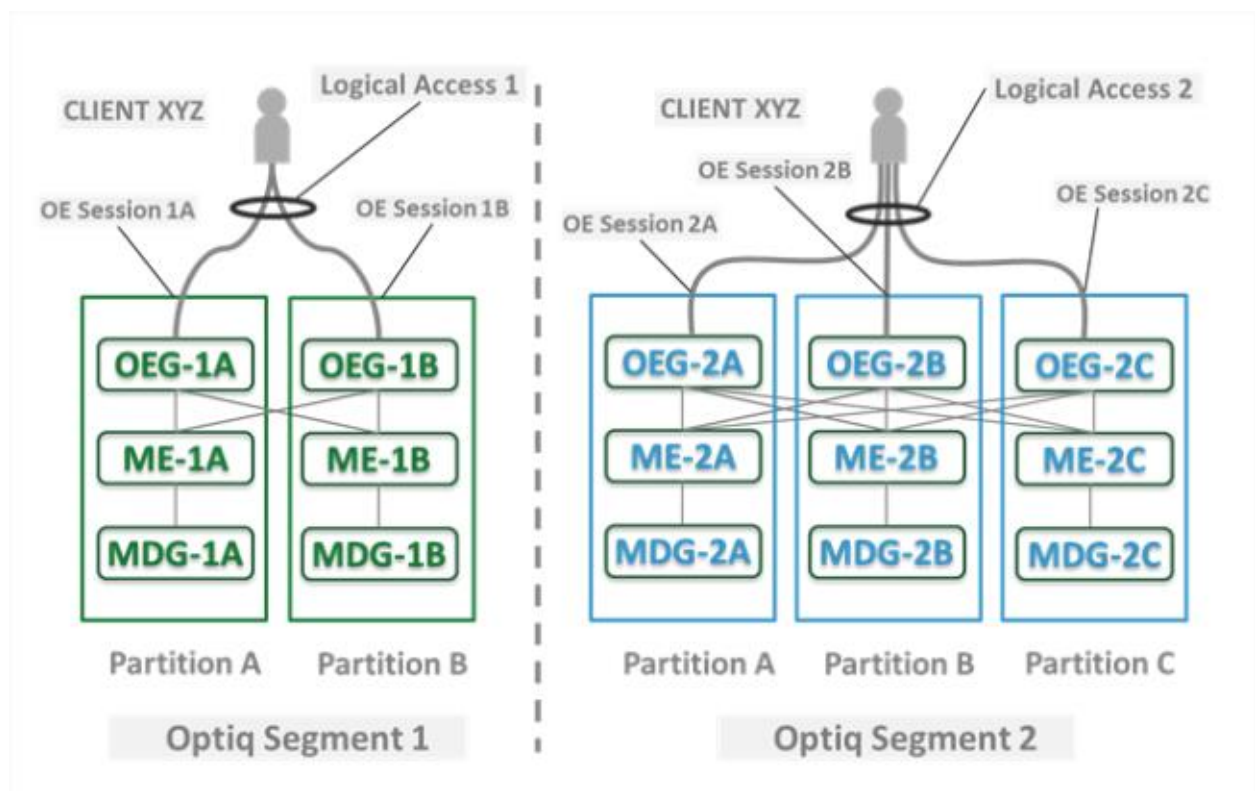 Logical Access 1
CLIENT XYZ
OE Session 1A
OE Session 1B
OEG-1A
OEG-1B
ME-1A
ME-1B
MDG-1A
MDG-1B
Partition A
Partition B
Optiq Segment 1
Logical Access 2
CLIENT XYZ
OE Session 2B
OE Session 2A
OE Session 2C
OEG-2A
OEG-2B
OEG-2C
ME-2A
ME-2B
ME-2C
MDG-2A
MDG-2B
MDG-2C
Partition A
Partition B
Partition C
Optiq Segment 2